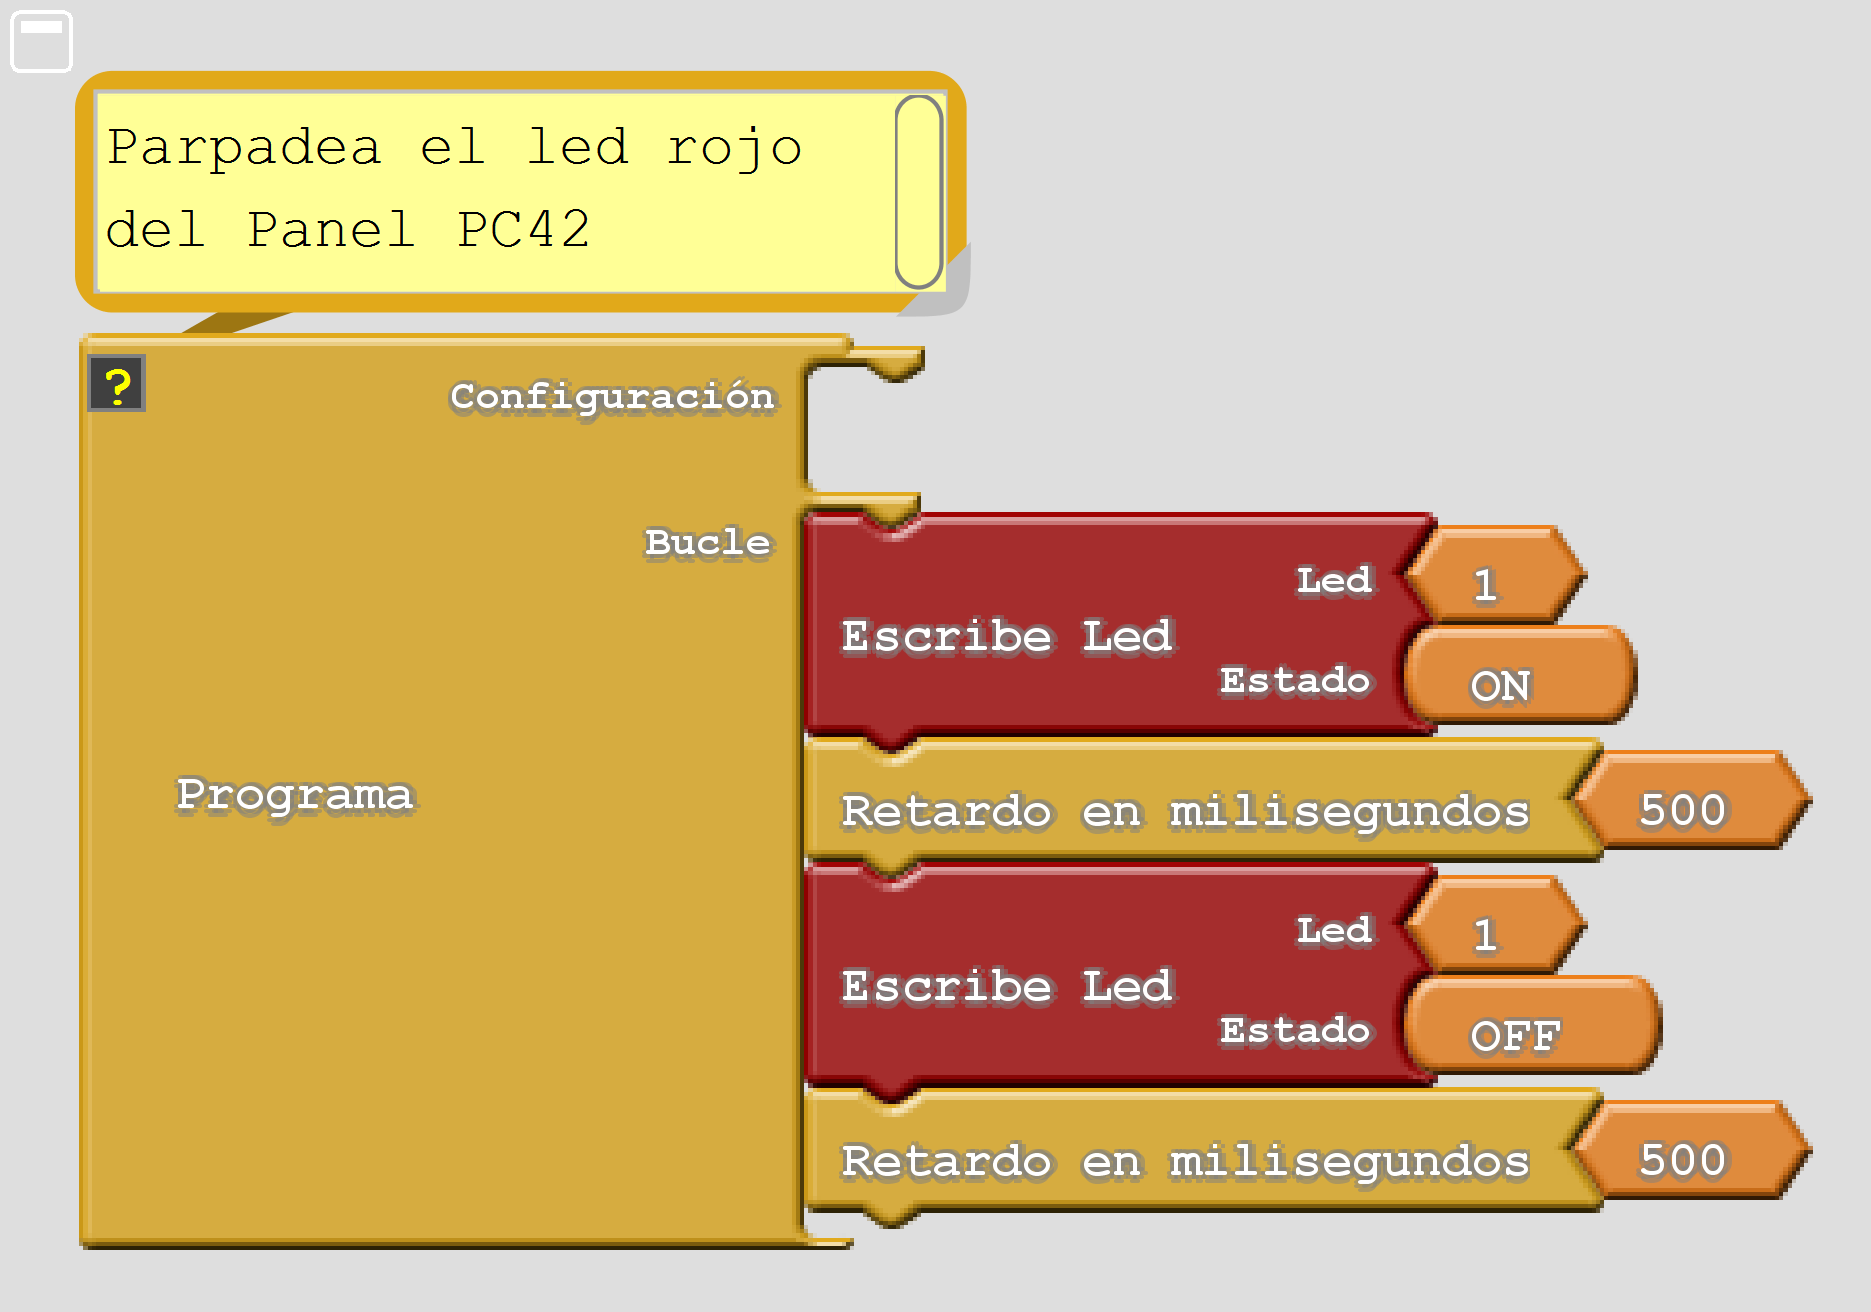 Parpadea el led rojo
del Panel PC42
?
Configuración
Bucle
Programa
Led 1
Escribe Led
Estado ON
Retardo en milisegundos 500
Led 1
Escribe Led
Estado OFF
Retardo en milisegundos 500